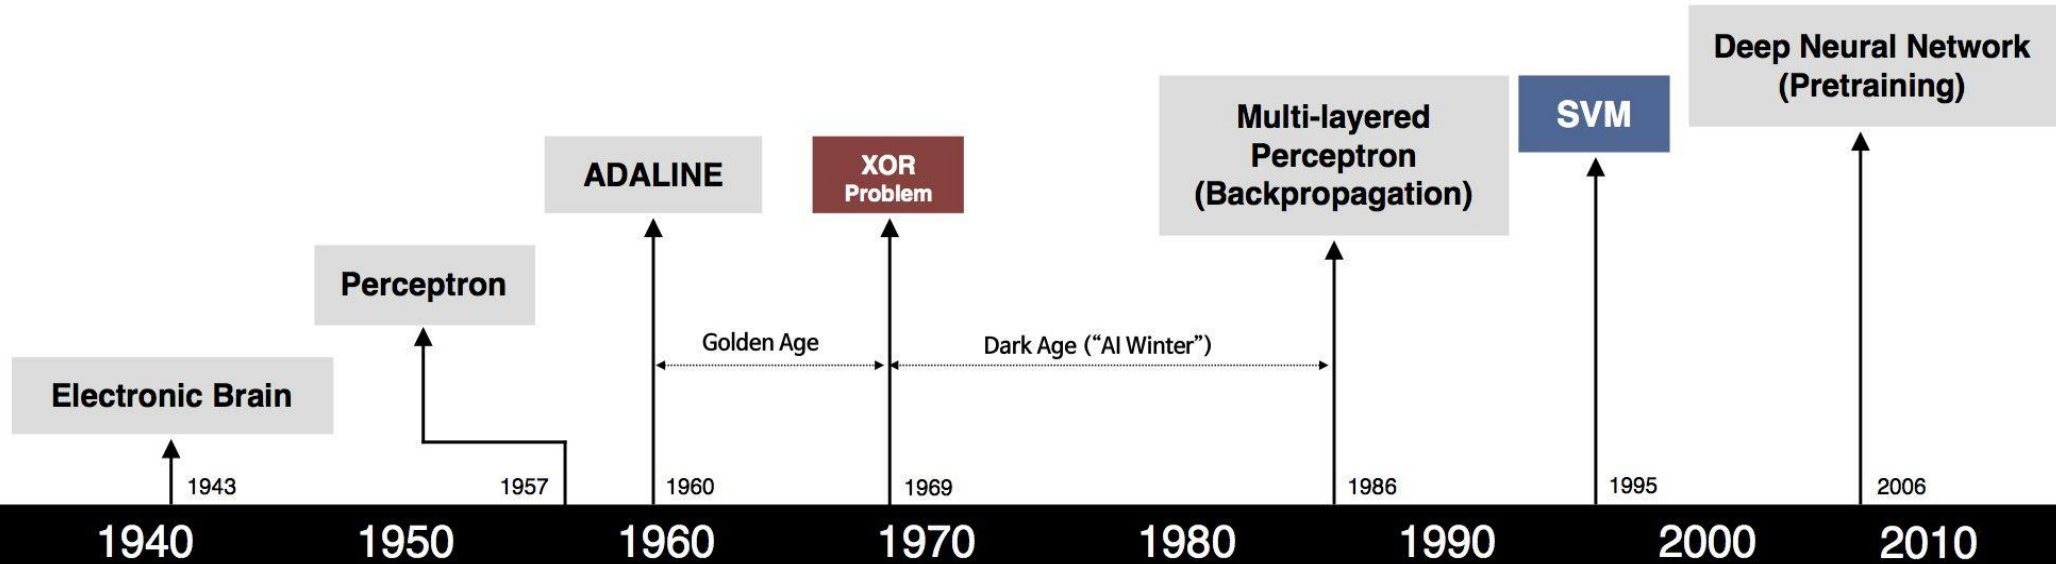 Deep Neural Network
(Pretraining)
Multi-layered
Perceptron
(Backpropagation)
SVM
ADALINE
XOR
Problem
Perceptron
Golden Age
Dark Age (“AI Winter”)
Electronic Brain
1943
1957
1960
1969
1986
1995
2006
1940
1950
1960
1970
1980
1990
2000
2010